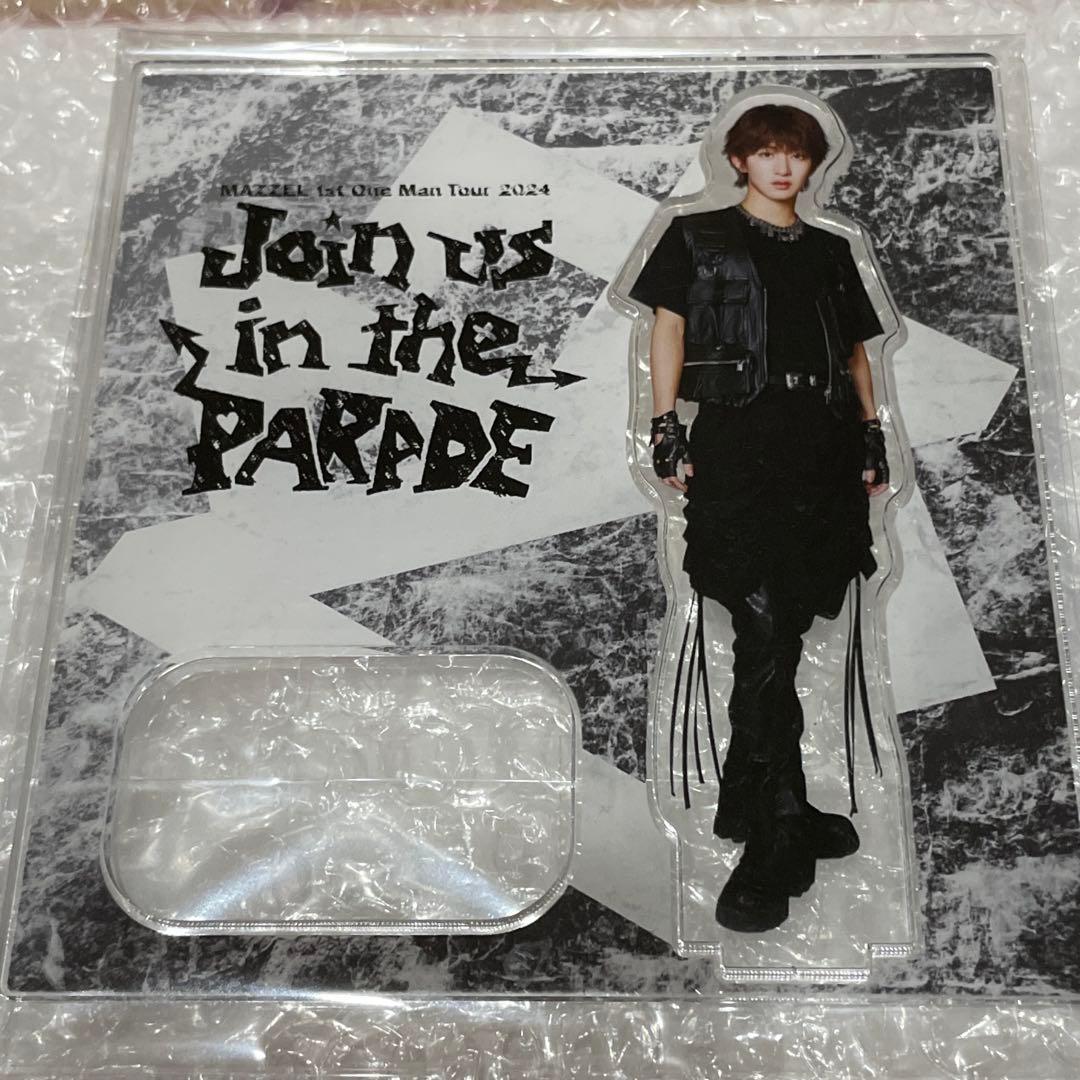 MAZZEL 1st One Man Tour 2024
Join us
in the
PARADE